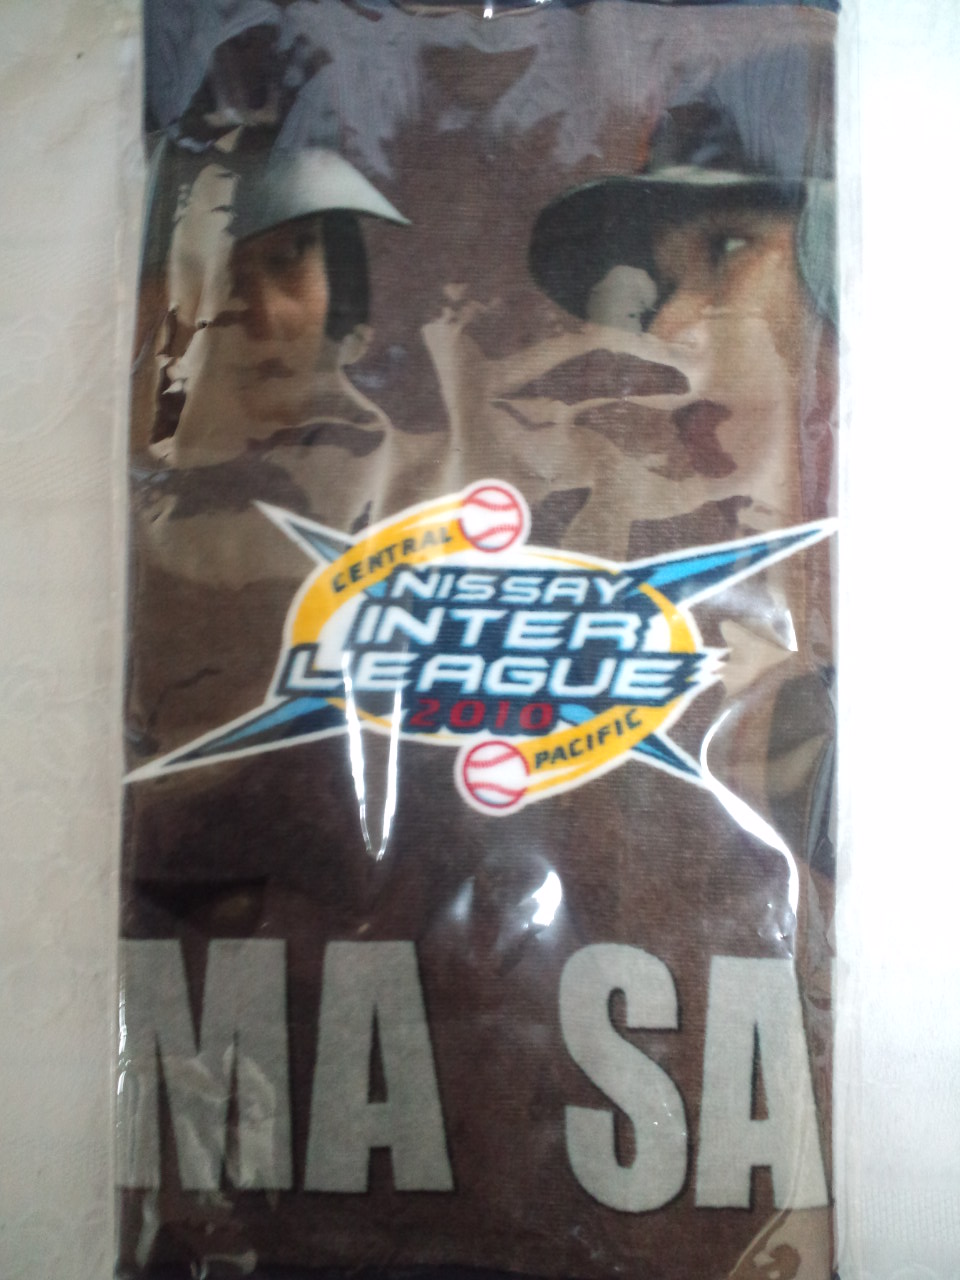 CENTRAL
NISSAY
INTER
LEAGUE
2010
PACIFIC
MA SA